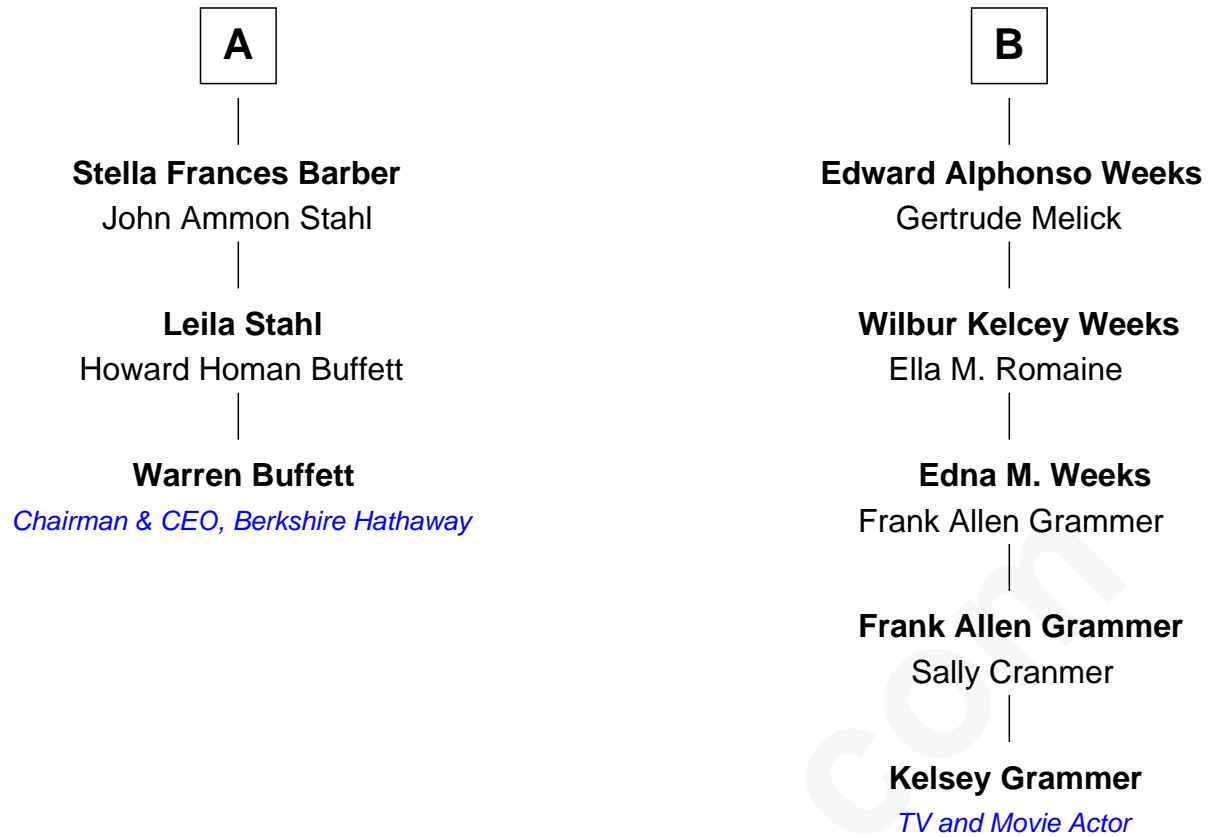 A
Stella Frances Barber
John Ammon Stahl
Leila Stahl
Howard Homan Buffett
Warren Buffett
Chairman & CEO, Berkshire Hathaway
B
Edward Alphonso Weeks
Gertrude Melick
Wilbur Kelcey Weeks
Ella M. Romaine
Edna M. Weeks
Frank Allen Grammer
Frank Allen Grammer
Sally Cranmer
Kelsey Grammer
TV and Movie Actor
com